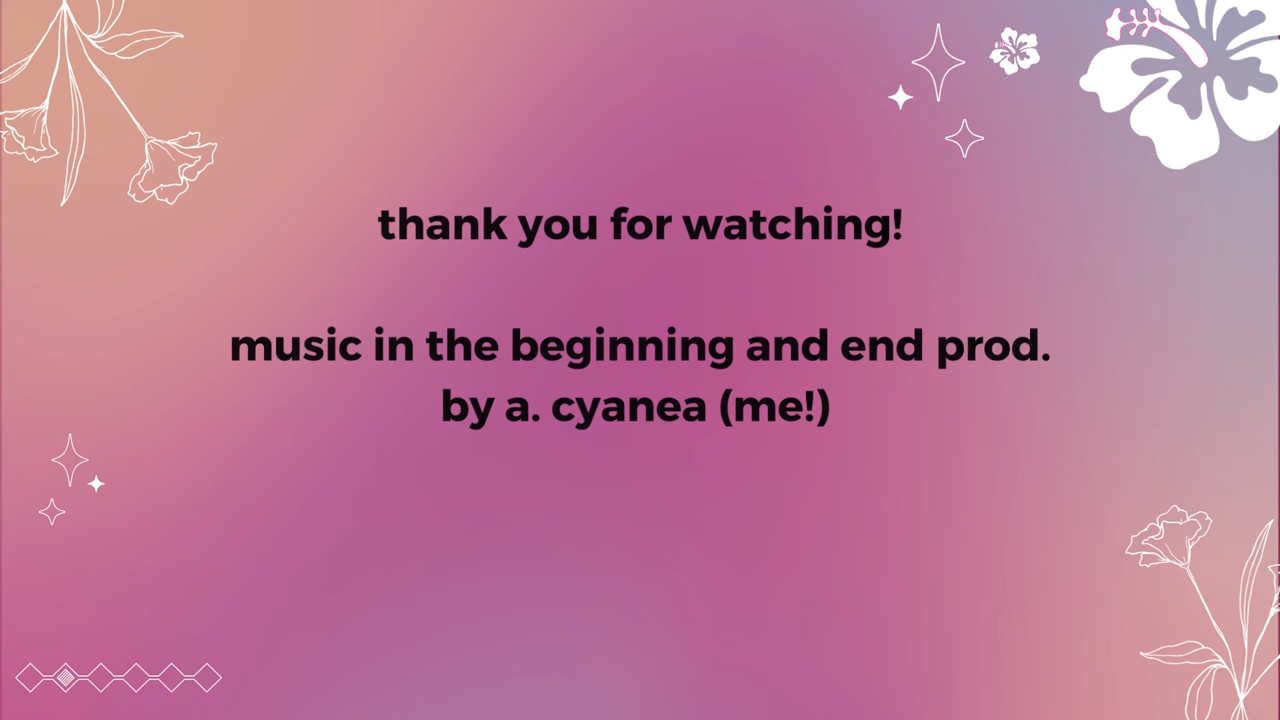 thank you for watching!
music in the beginning and end prod.
by a. cyanea (me!)